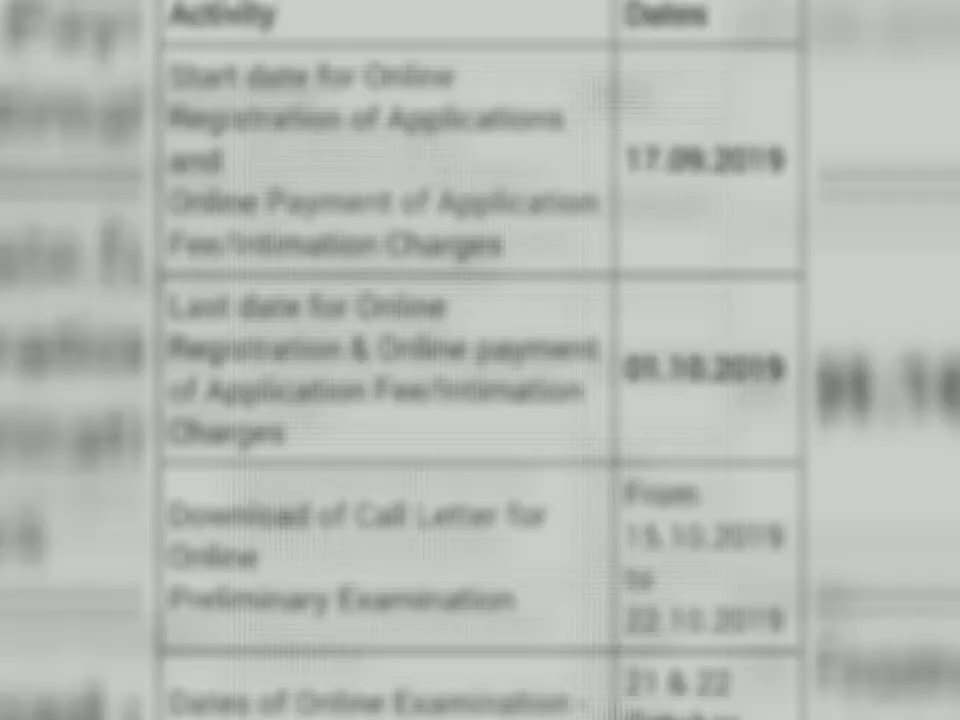 Activity
Dates
Start date for Online
Registration of Applications
and
Online Payment of Application
Fee/Intimation Charges
17.09.2019
Last date for Online
Registration & Online payment
of Application Fee/Intimation
Charges
01.10.2019
Download of Call Letter for
Online
Preliminary Examination
From
15.10.2019
to
22.10.2019
Dates of Online Examination
21 & 22